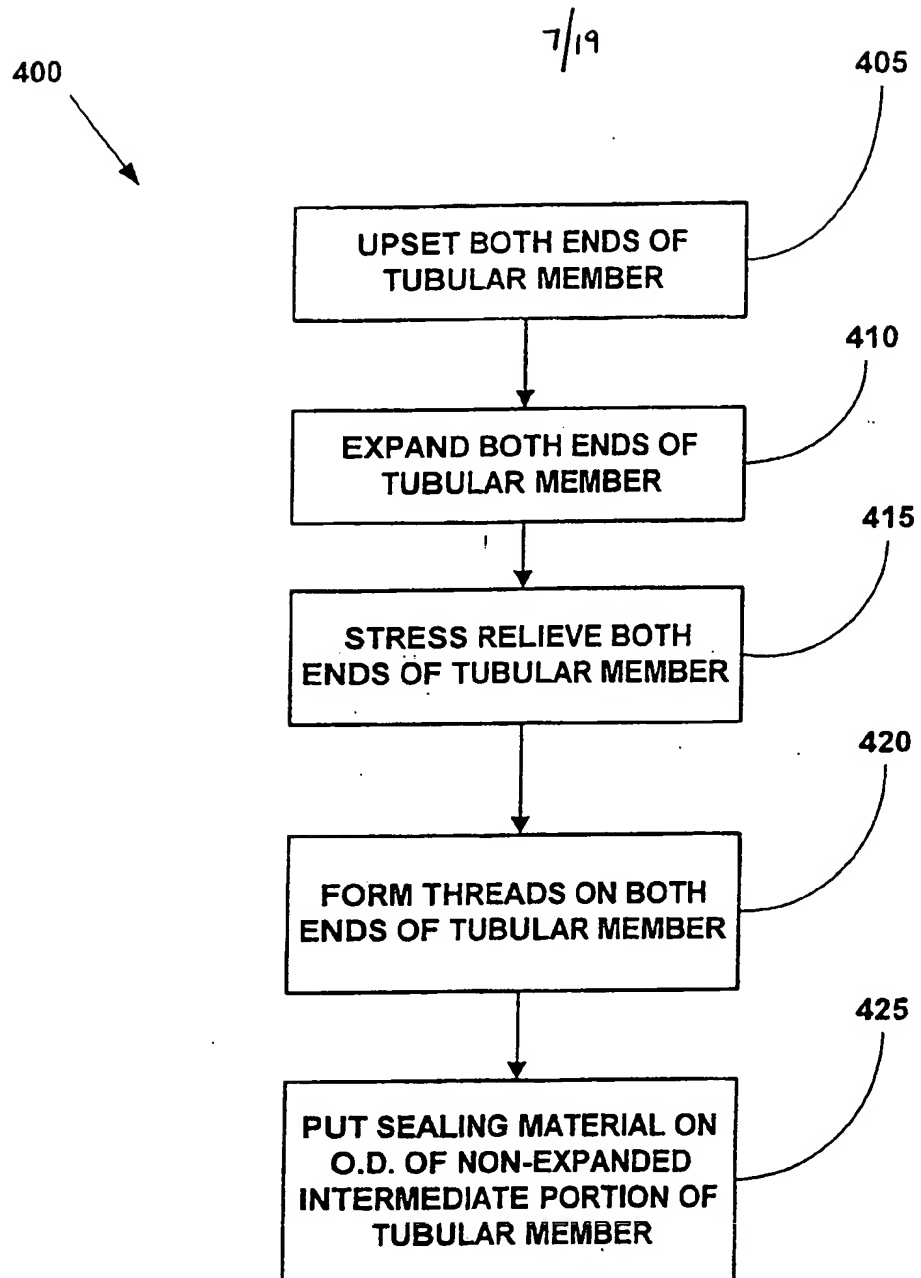 7/19
400
405
UPSET BOTH ENDS OF
TUBULAR MEMBER
410
EXPAND BOTH ENDS OF
TUBULAR MEMBER
415
STRESS RELIEVE BOTH
ENDS OF TUBULAR MEMBER
420
FORM THREADS ON BOTH
ENDS OF TUBULAR MEMBER
425
PUT SEALING MATERIAL ON
O.D. OF NON-EXPANDED
INTERMEDIATE PORTION OF
TUBULAR MEMBER